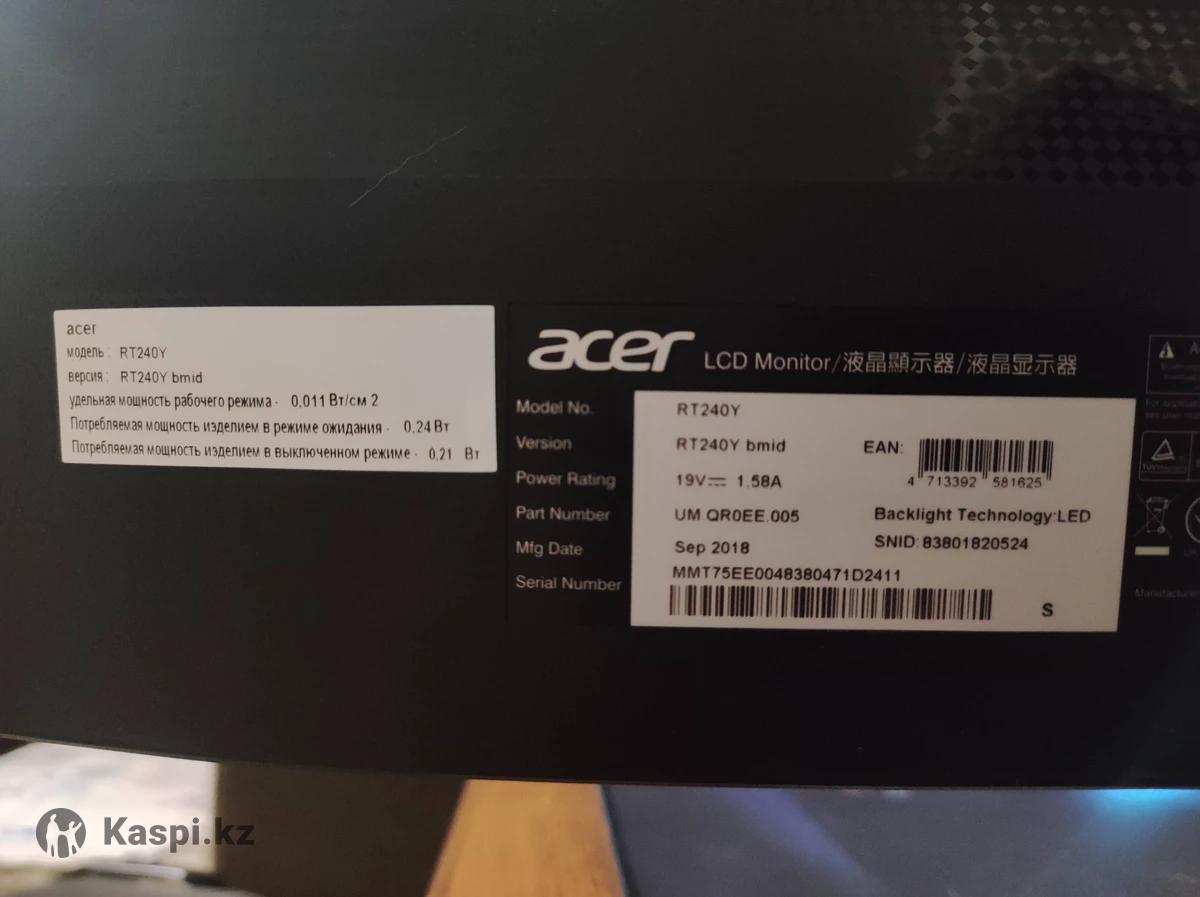 acer
модель : RT240Y
версия : RT240Y bmid
удельная мощность рабочего режима - 0,011 Вт/см 2
Потребляемая мощность изделием в режиме ожидания - 0,24 Вт
Потребляемая мощность изделием в выключенном режиме - 0,21 Вт
acer LCD Monitor/液晶顯示器/液晶显示器
Model No. RT240Y
Version RT240Y bmid EAN:
Power Rating 19V 1.58A 4 713392 581625
Part Number UM.QR0EE.005 Backlight Technology:LED
Mfg Date Sep 2018 SNID:83801820524
Serial Number MMT75EE0048380471D2411
S
Manufacturer
Kaspi.kz